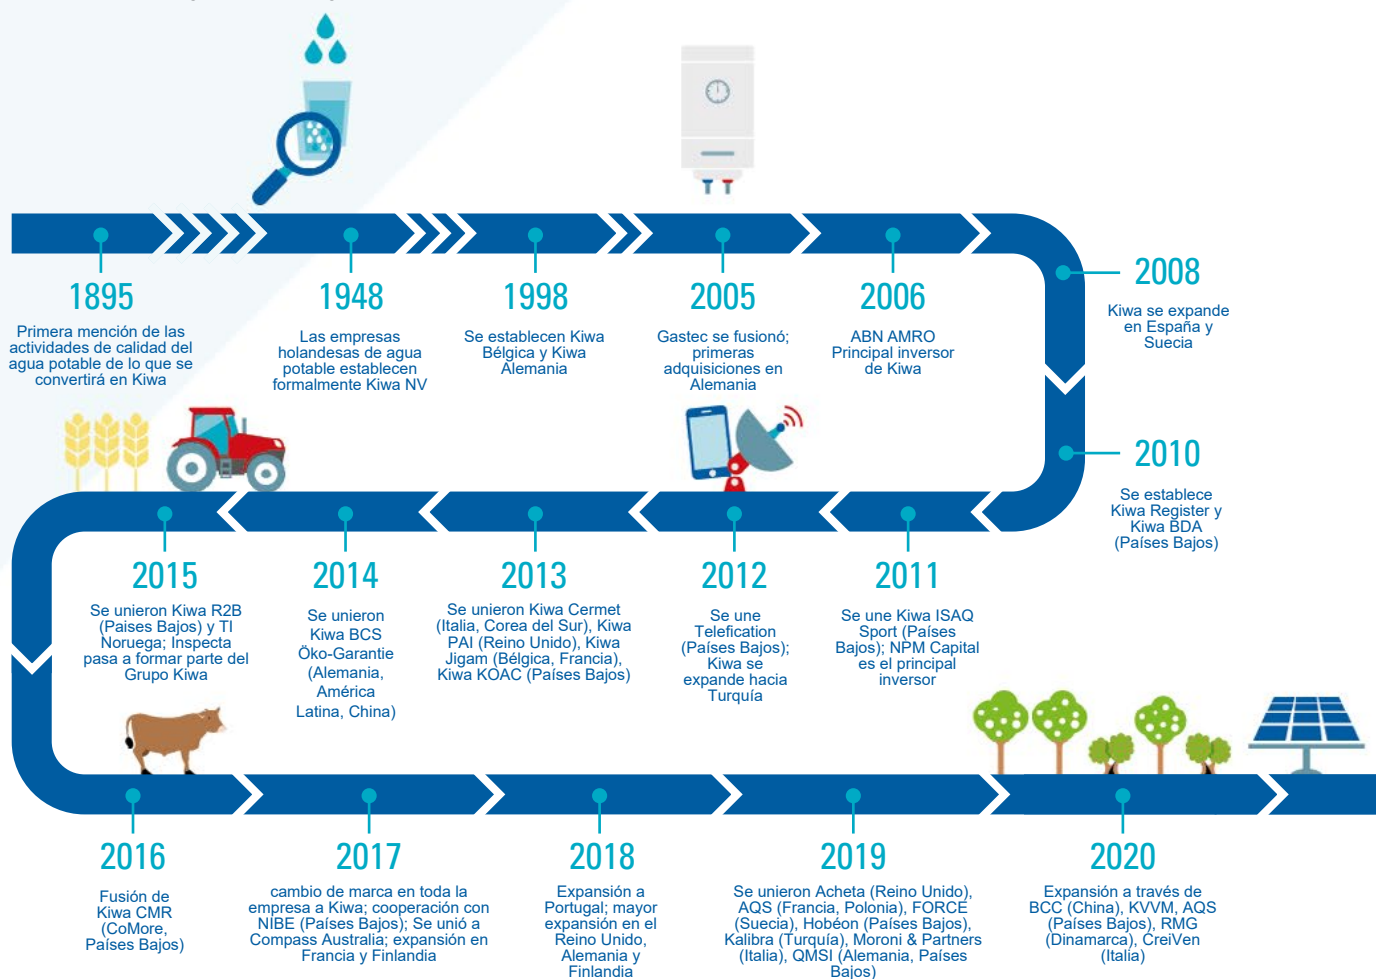 1895
Primera mención de las
actividades de calidad del
agua potable de lo que se
convertirá en Kiwa
1948
Las empresas
holandesas de agua
potable establecen
formalmente Kiwa NV
1998
Se establecen Kiwa
Bélgica y Kiwa
Alemania
2005
Gastec se fusionó;
primeras
adquisiciones en
Alemania
2006
ABN AMRO
Principal inversor
de Kiwa
2008
Kiwa se expande
en España y
Suecia
2010
Se establece
Kiwa Register y
Kiwa BDA
(Países Bajos)
2011
Se une Kiwa ISAQ
Sport (Países
Bajos); NPM Capital
es el principal
inversor
2012
Se une
Telefication
(Países Bajos);
Kiwa se
expande hacia
Turquía
2013
Se unieron Kiwa Cermet
(Italia, Corea del Sur), Kiwa
PAI (Reino Unido), Kiwa
Jigam (Bélgica, Francia),
Kiwa KOAC (Países Bajos)
2014
Se unieron
Kiwa BCS
Öko-Garantie
(Alemania,
América
Latina, China)
2015
Se unieron Kiwa R2B
(Paises Bajos) y TI
Noruega; Inspecta
pasa a formar parte del
Grupo Kiwa
2016
Fusión de
Kiwa CMR
(CoMore,
Países Bajos)
2017
cambio de marca en toda la
empresa a Kiwa; cooperación con
NIBE (Países Bajos); Se unió a
Compass Australia; expansión en
Francia y Finlandia
2018
Expansión a
Portugal; mayor
expansión en el
Reino Unido,
Alemania y
Finlandia
2019
Se unieron Acheta (Reino Unido),
AQS (Francia, Polonia), FORCE
(Suecia), Hobéon (Países Bajos),
Kalibra (Turquía), Moroni & Partners
(Italia), QMSI (Alemania, Países
Bajos)
2020
Expansión a través de
BCC (China), KVVM, AQS
(Países Bajos), RMG
(Dinamarca), CreiVen
(Italia)